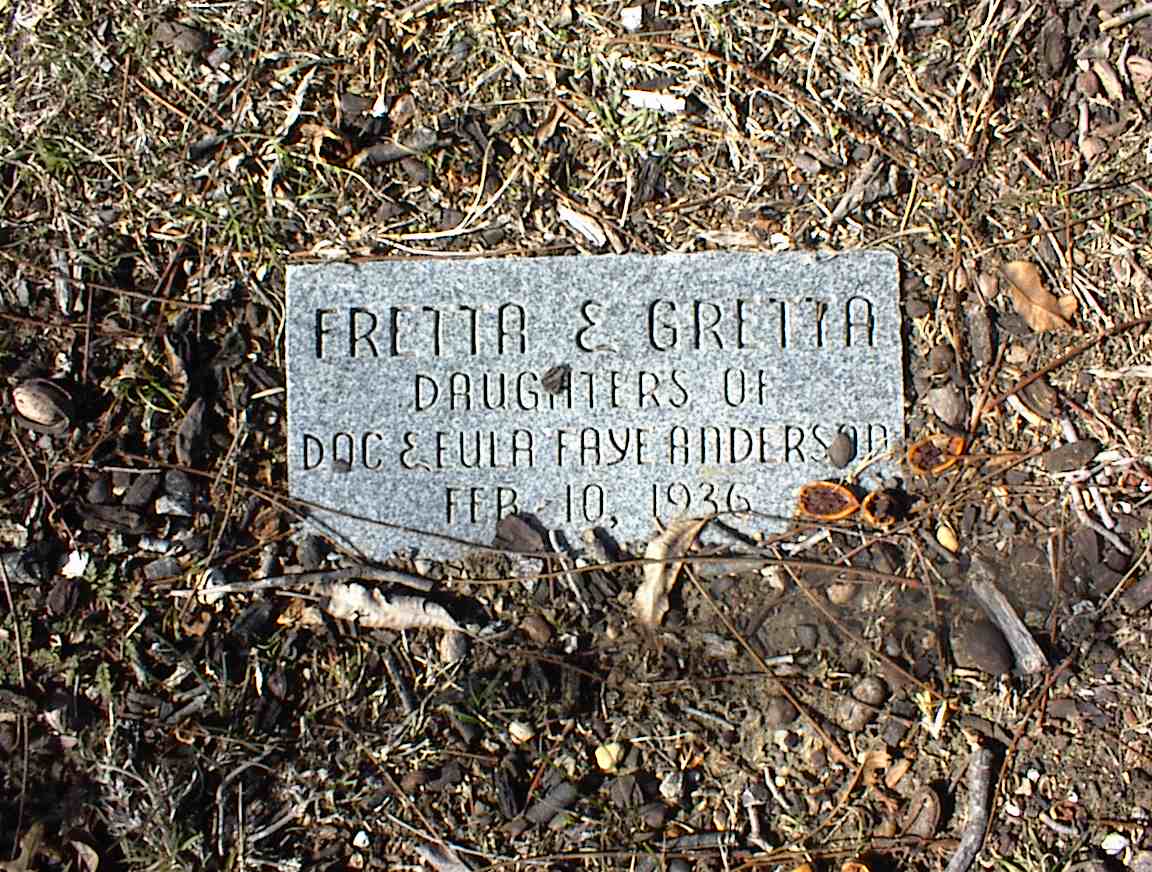 FRETTA & GRETTA
DAUGHTERS OF
DOC & EULA FAYE ANDERSON
FEB. 10, 1936